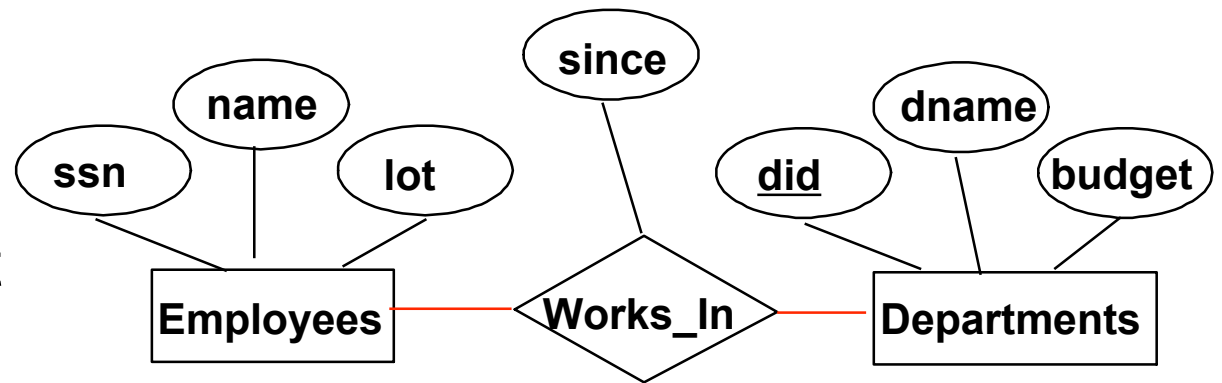 since
name
dname
ssn
lot
did
budget
Employees
Works_In
Departments